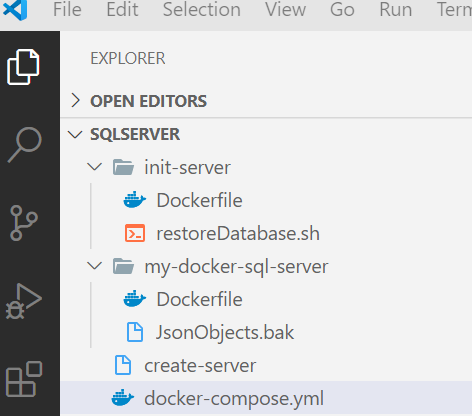 File Edit Selection View Go Run Term
EXPLORER
OPEN EDITORS
SQLSERVER
init-server
Dockerfile
restoreDatabase.sh
my-docker-sql-server
Dockerfile
JsonObjects.bak
create-server
docker-compose.yml